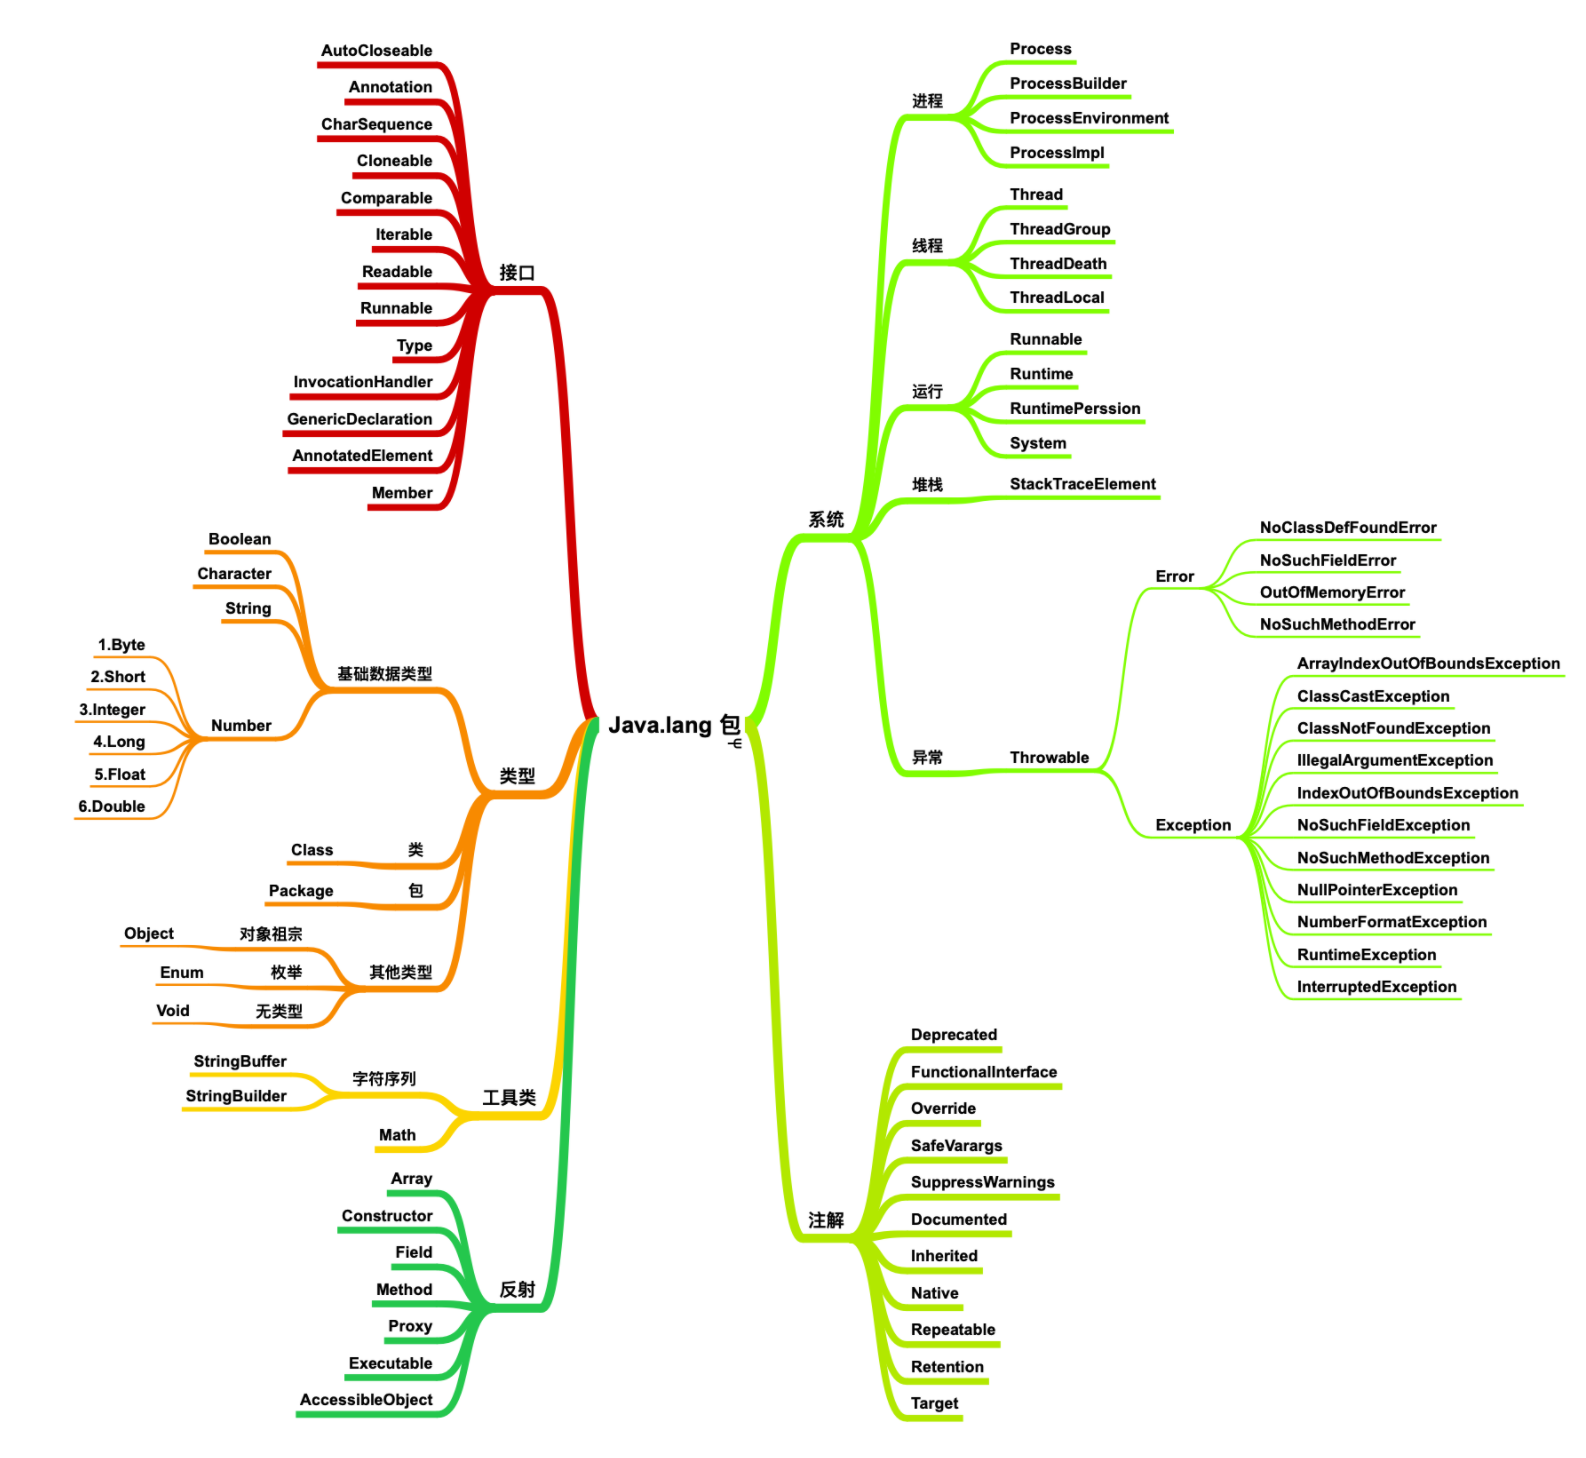 Java.lang 包
接口
AutoCloseable
Annotation
CharSequence
Cloneable
Comparable
Iterable
Readable
Runnable
Type
InvocationHandler
GenericDeclaration
AnnotatedElement
Member
类型
基础数据类型
Boolean
Character
String
Number
1.Byte
2.Short
3.Integer
4.Long
5.Float
6.Double
类
Class
包
Package
其他类型
对象祖宗
Object
枚举
Enum
无类型
Void
工具类
字符序列
StringBuffer
StringBuilder
Math
反射
Array
Constructor
Field
Method
Proxy
Executable
AccessibleObject
系统
进程
Process
ProcessBuilder
ProcessEnvironment
ProcessImpl
线程
Thread
ThreadGroup
ThreadDeath
ThreadLocal
运行
Runnable
Runtime
RuntimePerssion
System
堆栈
StackTraceElement
异常
Throwable
Error
NoClassDefFoundError
NoSuchFieldError
OutOfMemoryError
NoSuchMethodError
Exception
ArrayIndexOutOfBoundsException
ClassCastException
ClassNotFoundException
IllegalArgumentException
IndexOutOfBoundsException
NoSuchFieldException
NoSuchMethodException
NullPointerException
NumberFormatException
RuntimeException
InterruptedException
注解
Deprecated
FunctionalInterface
Override
SafeVarargs
SuppressWarnings
Documented
Inherited
Native
Repeatable
Retention
Target